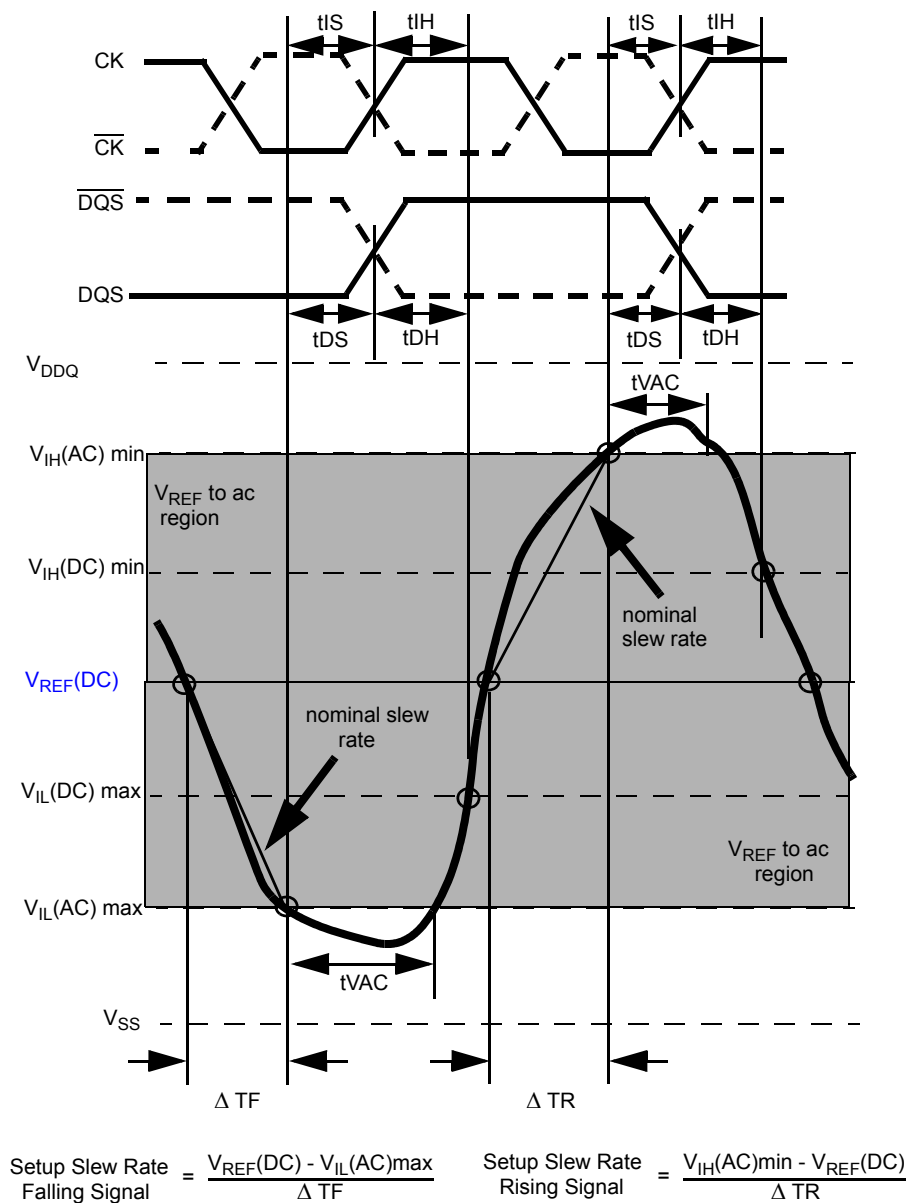 tIS tIH tIS tIH
CK
CK
DQS
DQS
tDS tDH tDS tDH
VDDQ
tVAC
VIH(AC) min
VREF to ac
region
VIH(DC) min
nominal
slew rate
VREF(DC)
nominal slew
rate
VIL(DC) max
VREF to ac
region
VIL(AC) max
tVAC
VSS
Δ TF Δ TR
Setup Slew Rate
Falling Signal
=
VREF(DC) - VIL(AC)max
Δ TF
Setup Slew Rate
Rising Signal
=
VIH(AC)min - VREF(DC)
Δ TR